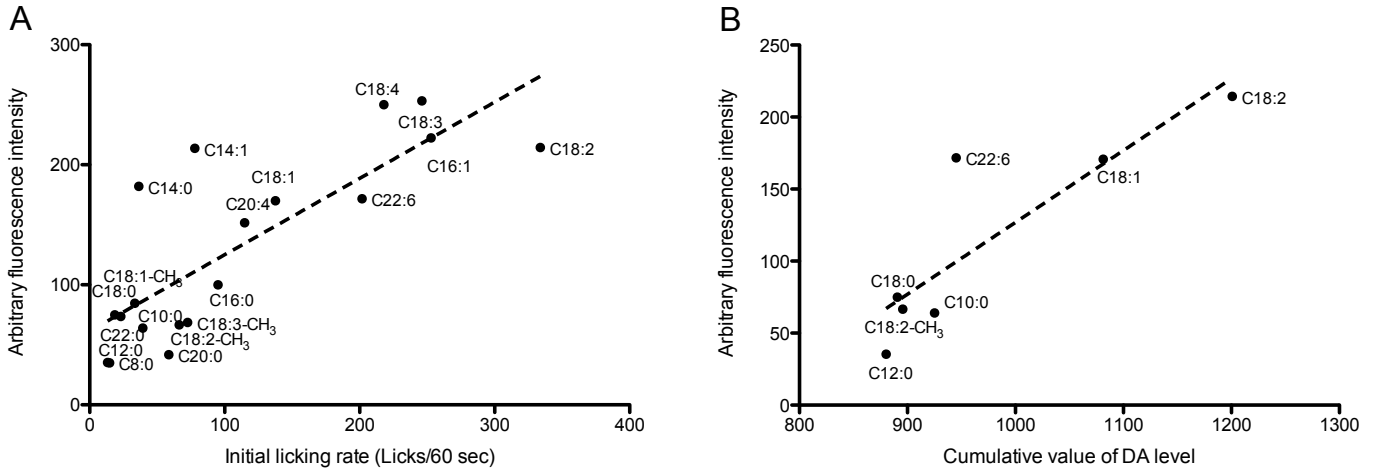 A
Arbitrary fluorescence intensity
300
200
100
0
C18:4
C18:3
C14:1
C16:1
C18:2
C14:0
C18:1
C20:4
C22:6
C18:1-CH3
C18:0
C16:0
C10:0
C18:3-CH3
C22:0
C18:2-CH3
C12:0
C20:0
C8:0
0 100 200 300 400
Initial licking rate (Licks/60 sec)
B
Arbitrary fluorescence intensity
250
200
150
100
50
0
C18:2
C22:6
C18:1
C18:0
C10:0
C18:2-CH3
C12:0
800 900 1000 1100 1200 1300
Cumulative value of DA level